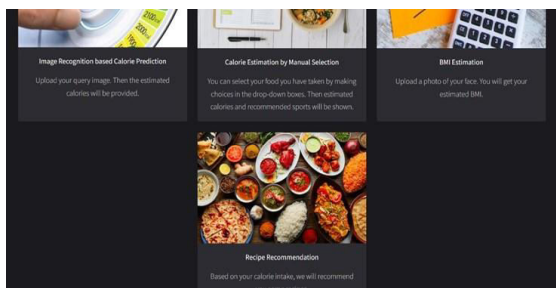 Image Recognition based Calorie Prediction
Upload your query image. Then the estimated
calories will be provided.
Calorie Estimation by Manual Selection
You can select your food you have taken by making
choices in the drop-down boxes. Then estimated
calories and recommended sports will be shown.
BMI Estimation
Upload a photo of your face. You will get your
estimated BMI.
Recipe Recommendation
Based on your calorie intake, we will recommend